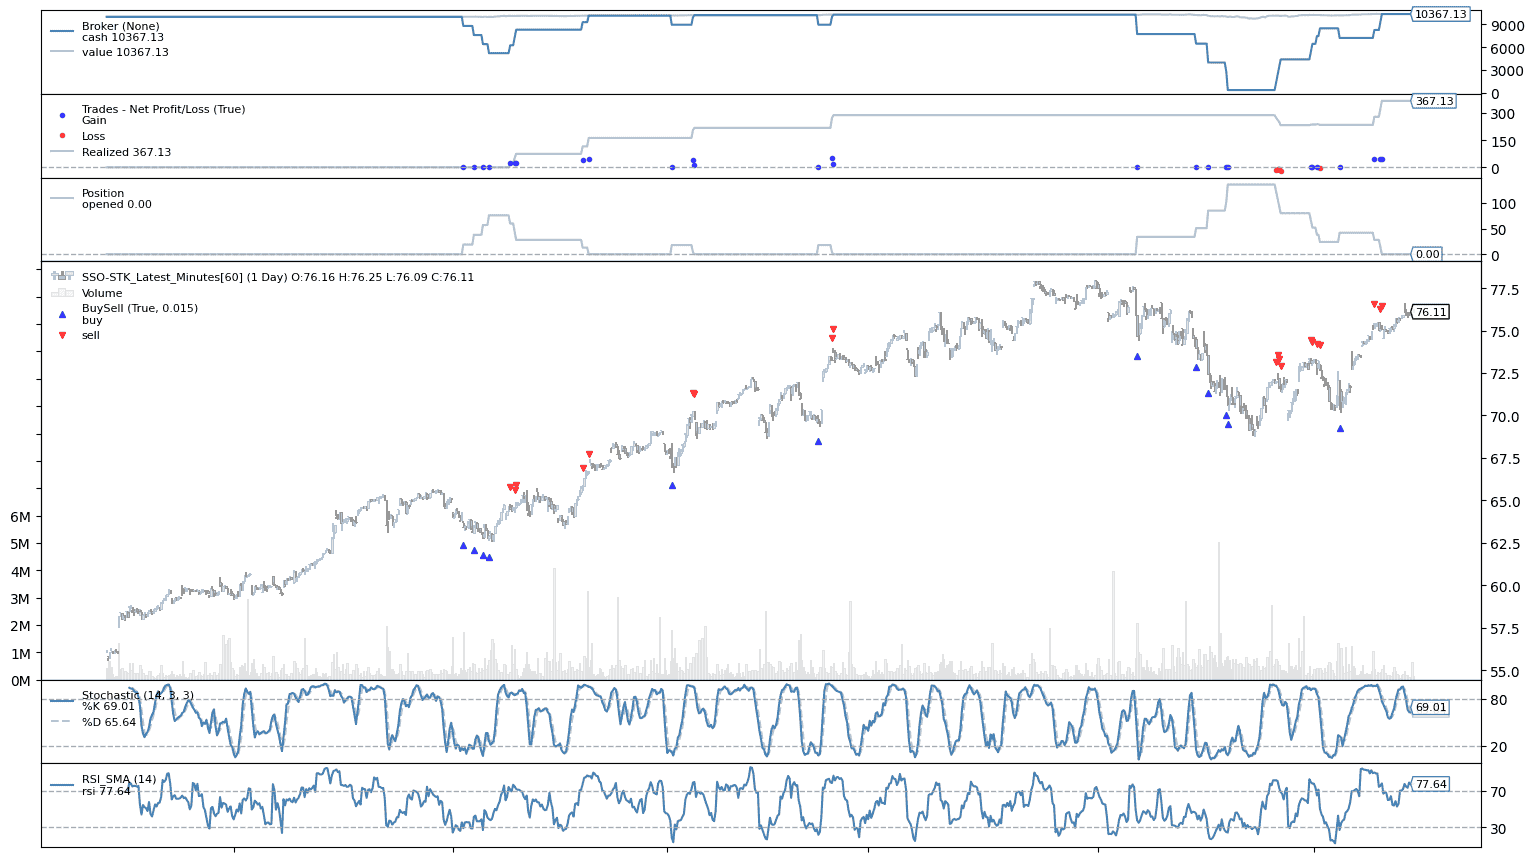 Broker (None)
cash 10367.13
value 10367.13
10367.13
9000
6000
3000
0
Trades - Net Profit/Loss (True)
Gain
Loss
Realized 367.13
367.13
300
150
0
Position
opened 0.00
100
50
0
0.00
SSO-STK_Latest_Minutes[60] (1 Day) O:76.16 H:76.25 L:76.09 C:76.11
Volume
BuySell (True, 0.015)
buy
sell
77.5
76.11
75.0
72.5
70.0
67.5
65.0
62.5
60.0
57.5
55.0
6M
5M
4M
3M
2M
1M
0M
Stochastic (14, 3, 3)
%K 69.01
%D 65.64
80
69.01
20
RSI_SMA (14)
rsi 77.64
77.64
70
30